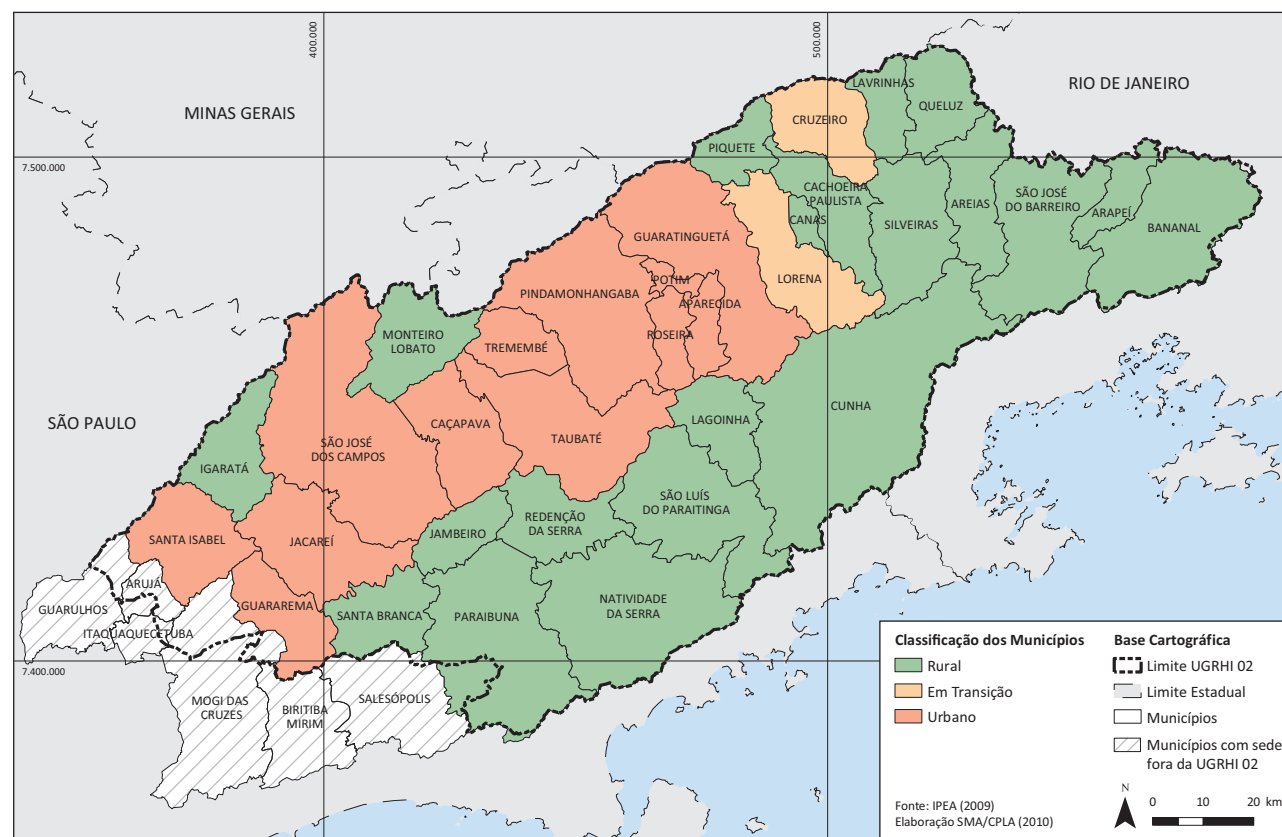 400.000
500.000
MINAS GERAIS
RIO DE JANEIRO
7.500.000
LAVRINHAS
QUELUZ
CRUZEIRO
PIQUETE
CACHOEIRA
PAULISTA
CANAS
SILVEIRAS
AREIAS
SÃO JOSÉ
DO BARREIRO
ARAPEÍ
BANANAL
GUARATINGUETÁ
LORENA
POTIM
PINDAMONHANGABA
APARECIDA
ROSEIRA
TREMEMBÉ
MONTEIRO
LOBATO
SÃO PAULO
CUNHA
LAGOINHA
CAÇAPAVA
TAUBATÉ
SÃO JOSÉ
DOS CAMPOS
IGARATÁ
SÃO LUÍS
DO PARAITINGA
REDENÇÃO
DA SERRA
JAMBEIRO
SANTA ISABEL
JACAREÍ
ARUJÁ
GUARULHOS
GUARAREMA
SANTA BRANCA
PARAIBUNA
NATIVIDADE
DA SERRA
ITAQUAQUECETUBA
7.400.000
MOGI DAS
CRUZES
BIRITIBA
MIRIM
SALESÓPOLIS
Classificação dos Municípios
Rural
Em Transição
Urbano
Base Cartográfica
Limite UGRHI 02
Limite Estadual
Municípios
Municípios com sede
fora da UGRHI 02
Fonte: IPEA (2009)
Elaboração SMA/CPLA (2010)
N
0 10 20 km